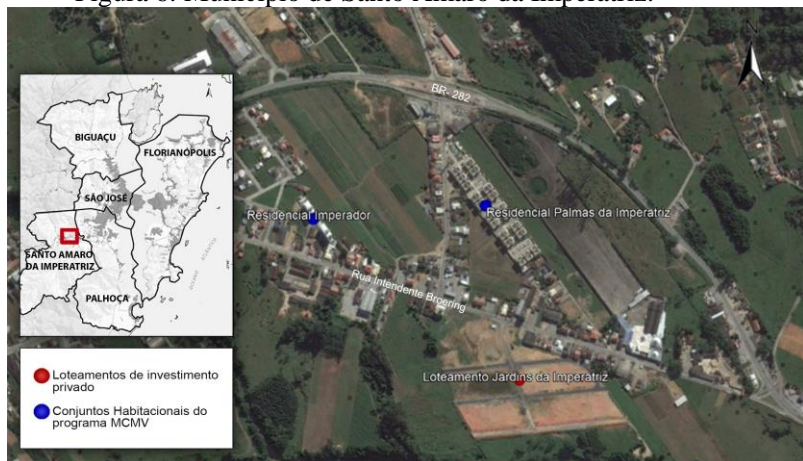 Figura 6. Município de Santo Amaro da Imperatriz.
N
BR- 282
BIGUAÇU
FLORIANÓPOLIS
SÃO JOSÉ
SANTO AMARO
DA IMPERATRIZ
PALHOÇA
Residencial Imperador
Residencial Palmas da Imperatriz
Rua Intendente Broering
Loteamento Jardins da Imperatriz
Loteamentos de investimento
privado
Conjuntos Habitacionais do
programa MCMV